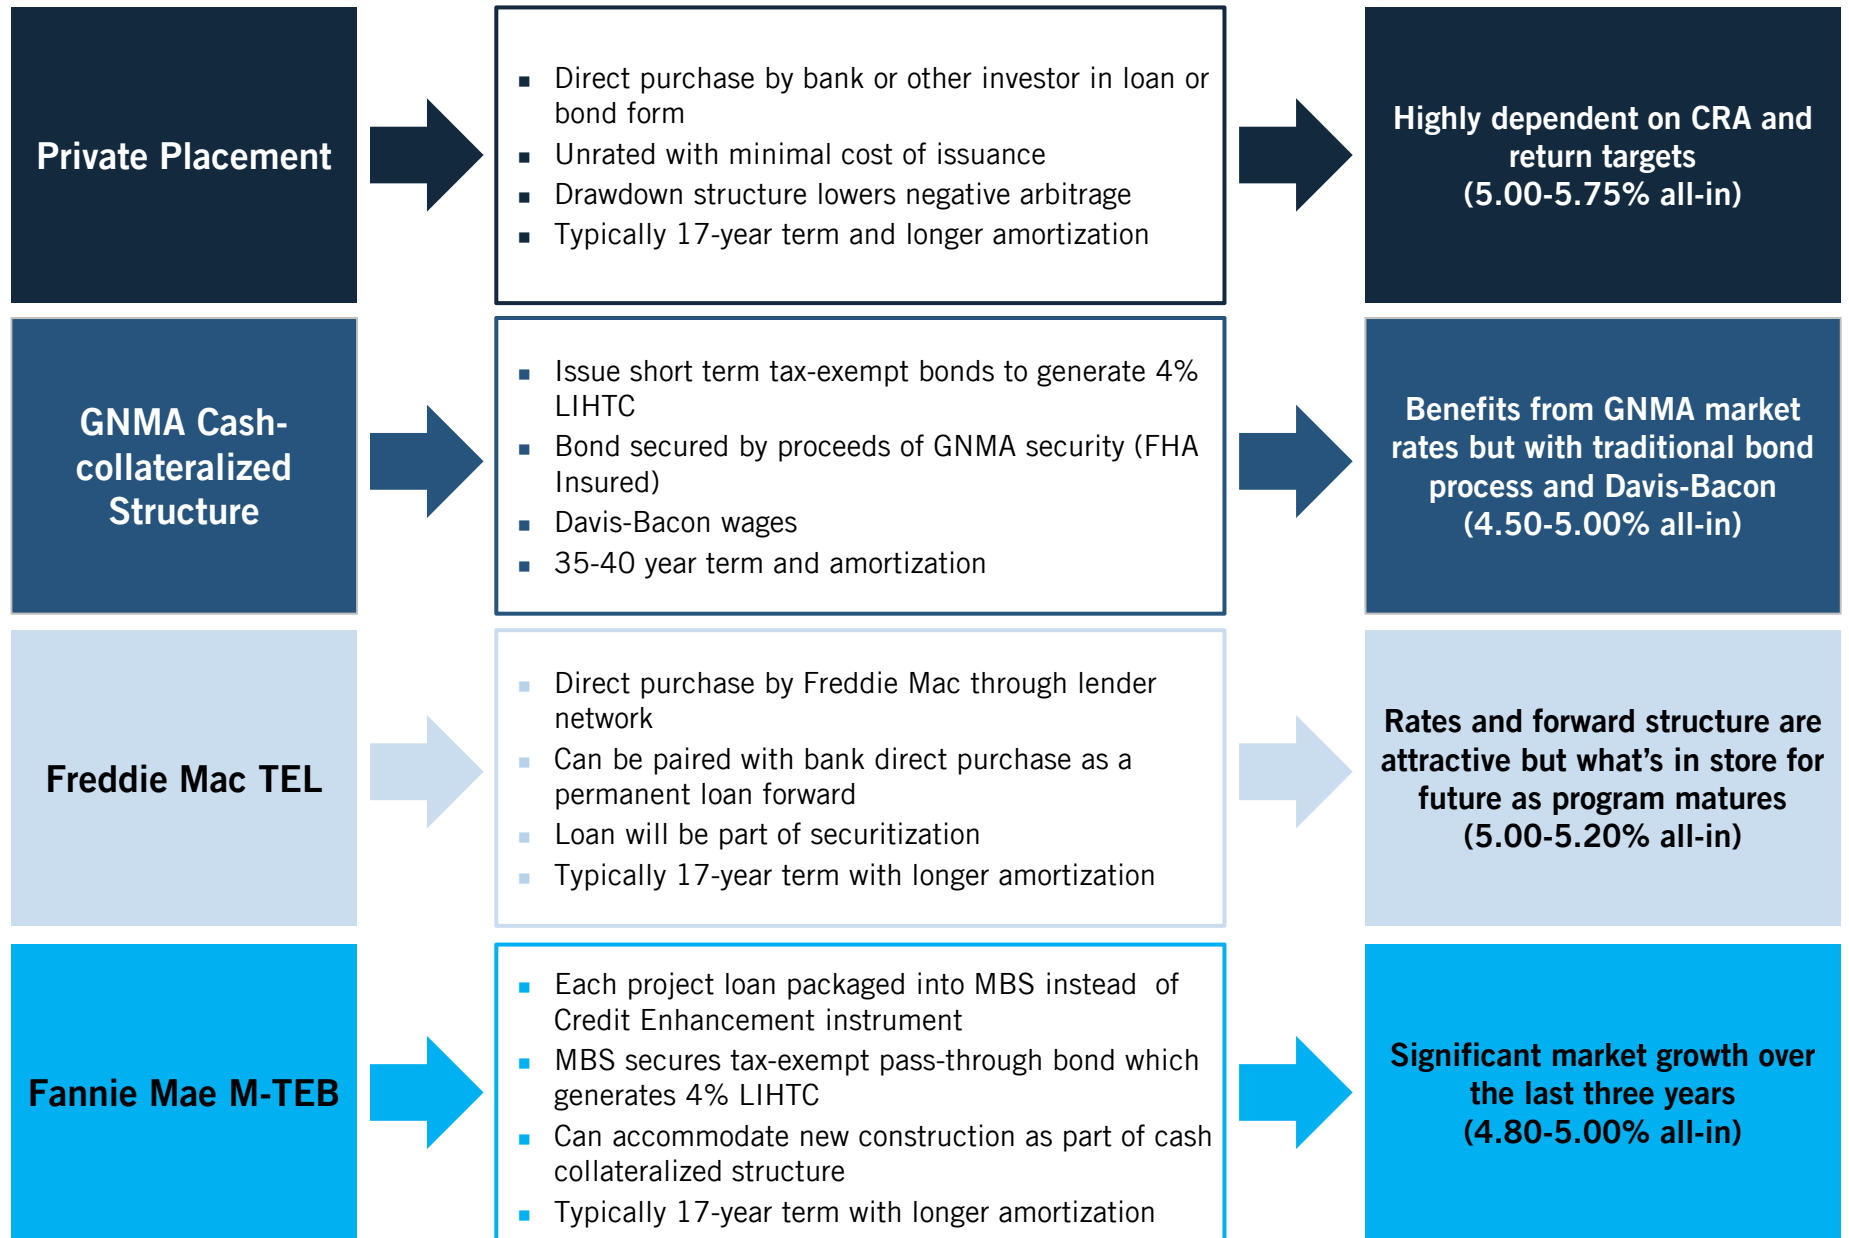 Private Placement
▪ Direct purchase by bank or other investor in loan or
bond form
▪ Unrated with minimal cost of issuance
▪ Drawdown structure lowers negative arbitrage
▪ Typically 17-year term and longer amortization
Highly dependent on CRA and
return targets
(5.00-5.75% all-in)
GNMA Cash-
collateralized
Structure
▪ Issue short term tax-exempt bonds to generate 4%
LIHTC
▪ Bond secured by proceeds of GNMA security (FHA
Insured)
▪ Davis-Bacon wages
▪ 35-40 year term and amortization
Benefits from GNMA market
rates but with traditional bond
process and Davis-Bacon
(4.50-5.00% all-in)
Freddie Mac TEL
▪ Direct purchase by Freddie Mac through lender
network
▪ Can be paired with bank direct purchase as a
permanent loan forward
▪ Loan will be part of securitization
▪ Typically 17-year term with longer amortization
Rates and forward structure are
attractive but what's in store for
future as program matures
(5.00-5.20% all-in)
Fannie Mae M-TEB
▪ Each project loan packaged into MBS instead  of
Credit Enhancement instrument
▪ MBS secures tax-exempt pass-through bond which
generates 4% LIHTC
▪ Can accommodate new construction as part of cash
collateralized structure
▪ Typically 17-year term with longer amortization
Significant market growth over
the last three years
(4.80-5.00% all-in)